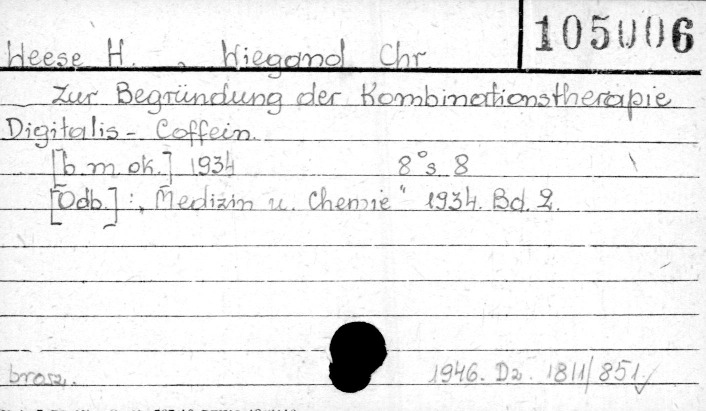 105006
Weese H., Wiegand Chr.
Zur Begründung der Kombinationstherapie
Digitalis - Coffein.
[b.m.ok.] 1934 8° s 8
[Odb.]: „Medizin u. Chemie" 1934. Bd. 2.
brosz. 1946. Dz. 1811/851